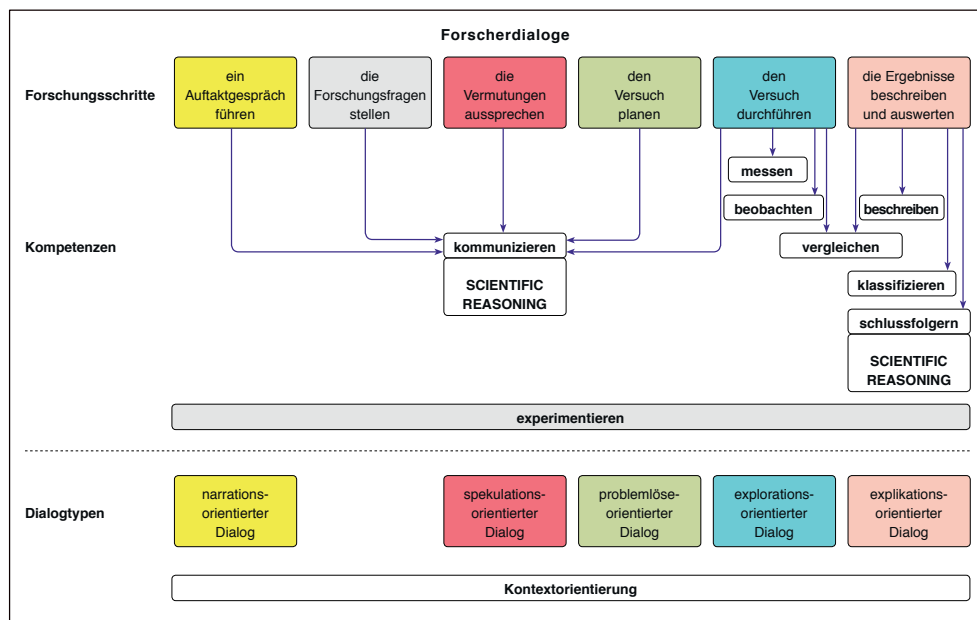 Forscherdialoge
Forschungsschritte
ein
Auftaktgespräch
führen
die
Forschungsfragen
stellen
die
Vermutungen
aussprechen
den
Versuch
planen
den
Versuch
durchführen
die Ergebnisse
beschreiben
und auswerten
Kompetenzen
messen
beobachten
beschreiben
kommunizieren
vergleichen
SCIENTIFIC
REASONING
klassifizieren
schlussfolgern
SCIENTIFIC
REASONING
experimentieren
Dialogtypen
narrations-
orientierter
Dialog
spekulations-
orientierter
Dialog
problemlöse-
orientierter
Dialog
explorations-
orientierter
Dialog
explikations-
orientierter
Dialog
Kontextorientierung